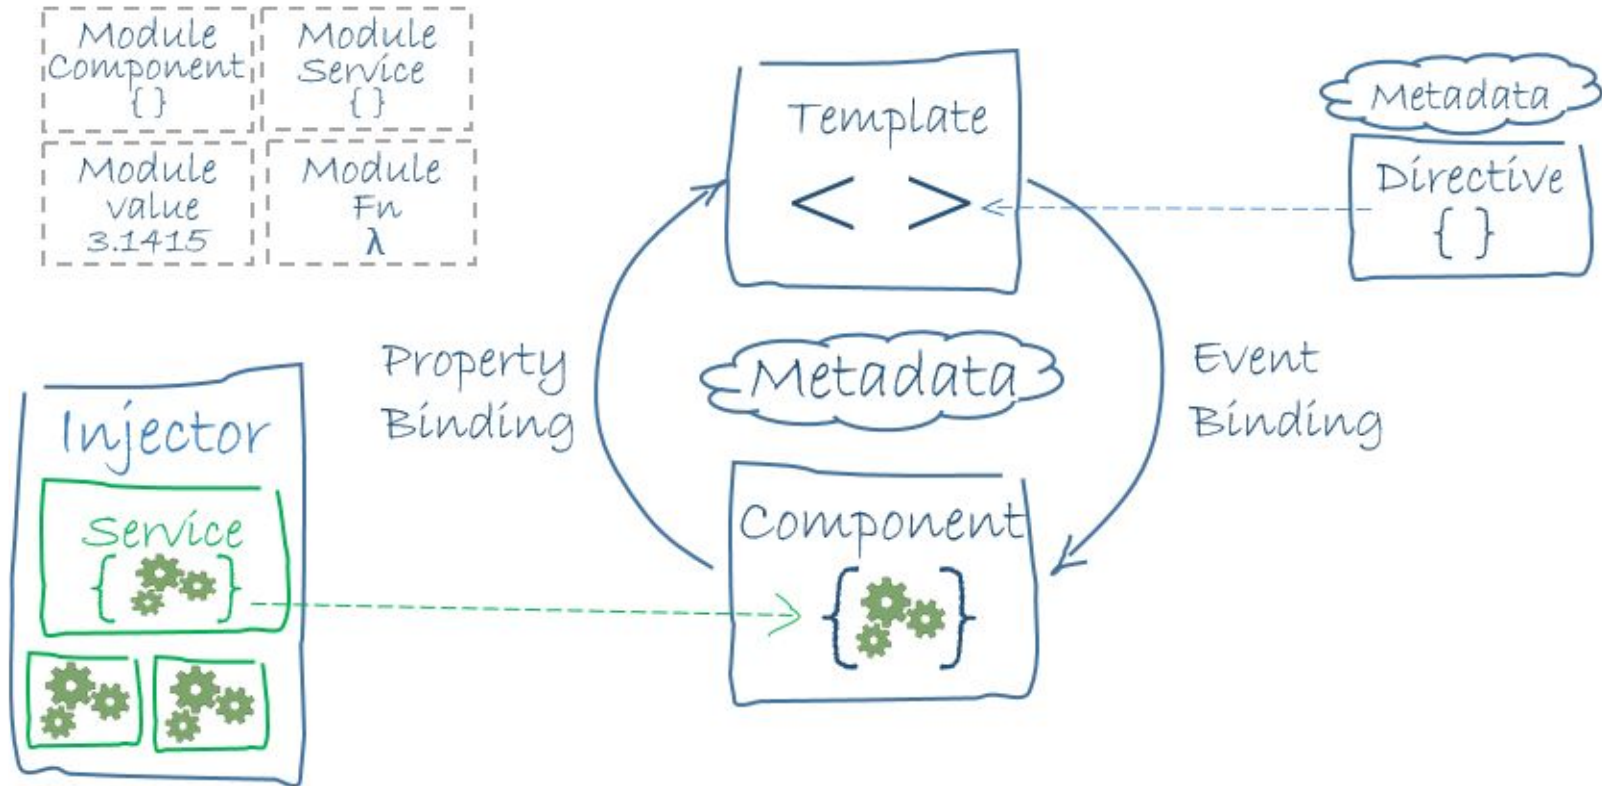 Module
Component
{ }
Module
Service
{ }
Module
value
3.1415
Module
Fn
λ
Template
< >
Metadata
Directive
{ }
Property
Binding
Metadata
Event
Binding
Injector
Service
{ }
Component
{ }